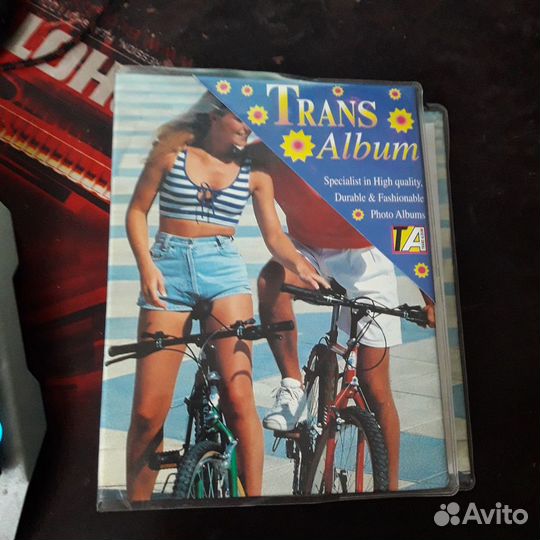 TRANS
Album
Specialist in High quality,
Durable & Fashionable
Photo Albums
TA
Avito